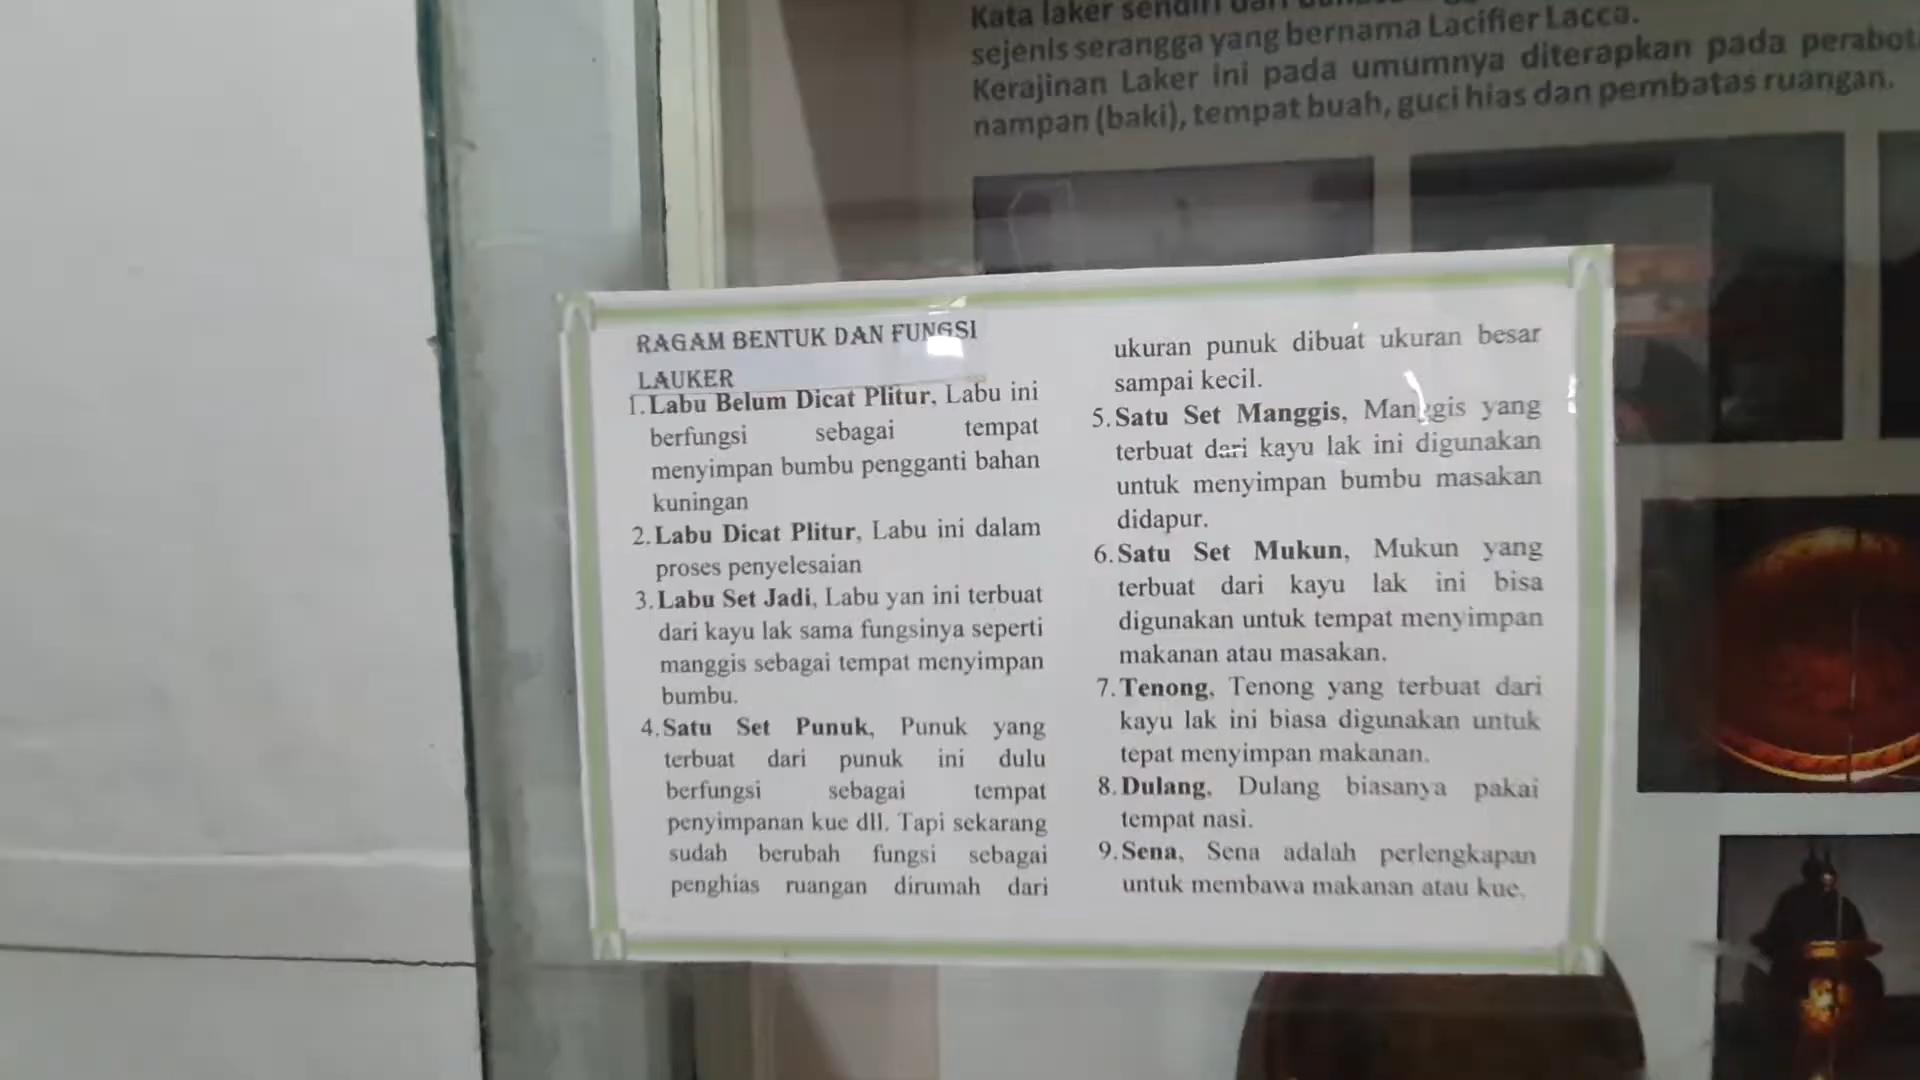 Kata laker sendiri dari
sejenis serangga yang bernama Lacifier Lacca.
Kerajinan Laker ini pada umumnya diterapkan pada
nampan (baki), tempat buah, guci hias dan pembatas ruangan.
RAGAM BENTUK DAN FUNGSI
LAUKER
1. Labu Belum Dicat Plitur, Labu ini
berfungsi sebagai tempat
menyimpan bumbu pengganti bahan
kuningan
2. Labu Dicat Plitur, Labu ini dalam
proses penyelesaian
3. Labu Set Jadi, Labu yan ini terbuat
dari kayu lak sama fungsinya seperti
manggis sebagai tempat menyimpan
bumbu.
4. Satu Set Punuk, Punuk yang
terbuat dari punuk ini dulu
berfungsi sebagai tempat
penyimpanan kue dll. Tapi sekarang
sudah berubah fungsi sebagai
penghias ruangan dirumah dari
ukuran punuk dibuat ukuran besar
sampai kecil.
5. Satu Set Manggis, Manggis yang
terbuat dari kayu lak ini digunakan
untuk menyimpan bumbu masakan
didapur.
6. Satu Set Mukun, Mukun yang
terbuat dari kayu lak ini bisa
digunakan untuk tempat menyimpan
makanan atau masakan.
7. Tenong, Tenong yang terbuat dari
kayu lak ini biasa digunakan untuk
tepat menyimpan makanan.
8. Dulang, Dulang biasanya pakai
tempat nasi.
9. Sena, Sena adalah perlengkapan
untuk membawa makanan atau kue.